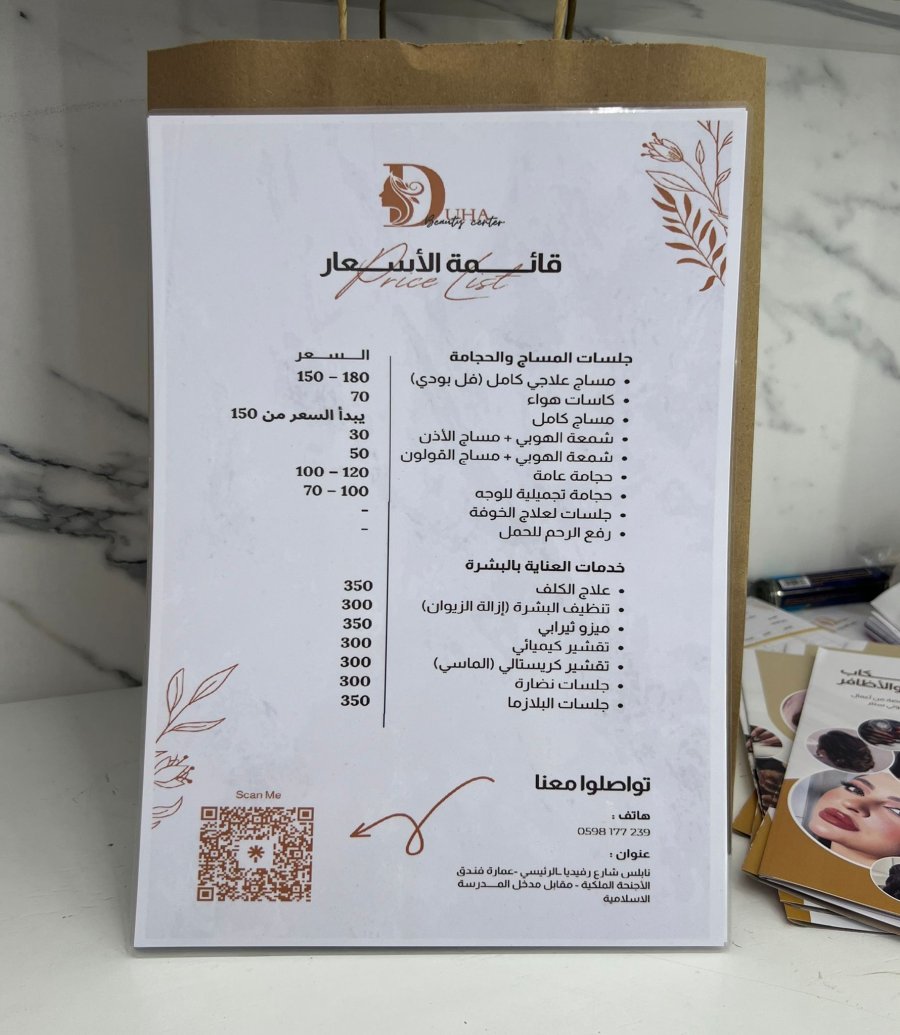 DUHA
Beauty center
قائمة الأسعار
Price List
جلسات المساج والحجامة السعر
• مساج علاجي كامل (فل بودي) 150 – 180
• كاسات هواء 70
• مساج كامل يبدأ السعر من 150
• شمعة الهوبي + مساج الأذن 30
• شمعة الهوبي + مساج القولون 50
• حجامة عامة 100 – 120
• حجامة تجميلية للوجه 70 – 100
• جلسات لعلاج الخوفة –
• رفع الرحم للحمل –
خدمات العناية بالبشرة
• علاج الكلف 350
• تنظيف البشرة (إزالة الزيوان) 300
• ميزو ثيرابي 350
• تقشير كيميائي 300
• تقشير كريستالي (الماسي) 300
• جلسات نضارة 300
• جلسات البلازما 350
تواصلوا معنا
هاتف :
0598 177 239
عنوان :
نابلس شارع رفيديا الرئيسي -عمارة فندق
الأجنحة الملكية - مقابل مدخل المدرسة
الاسلامية
Scan Me
والأظافر